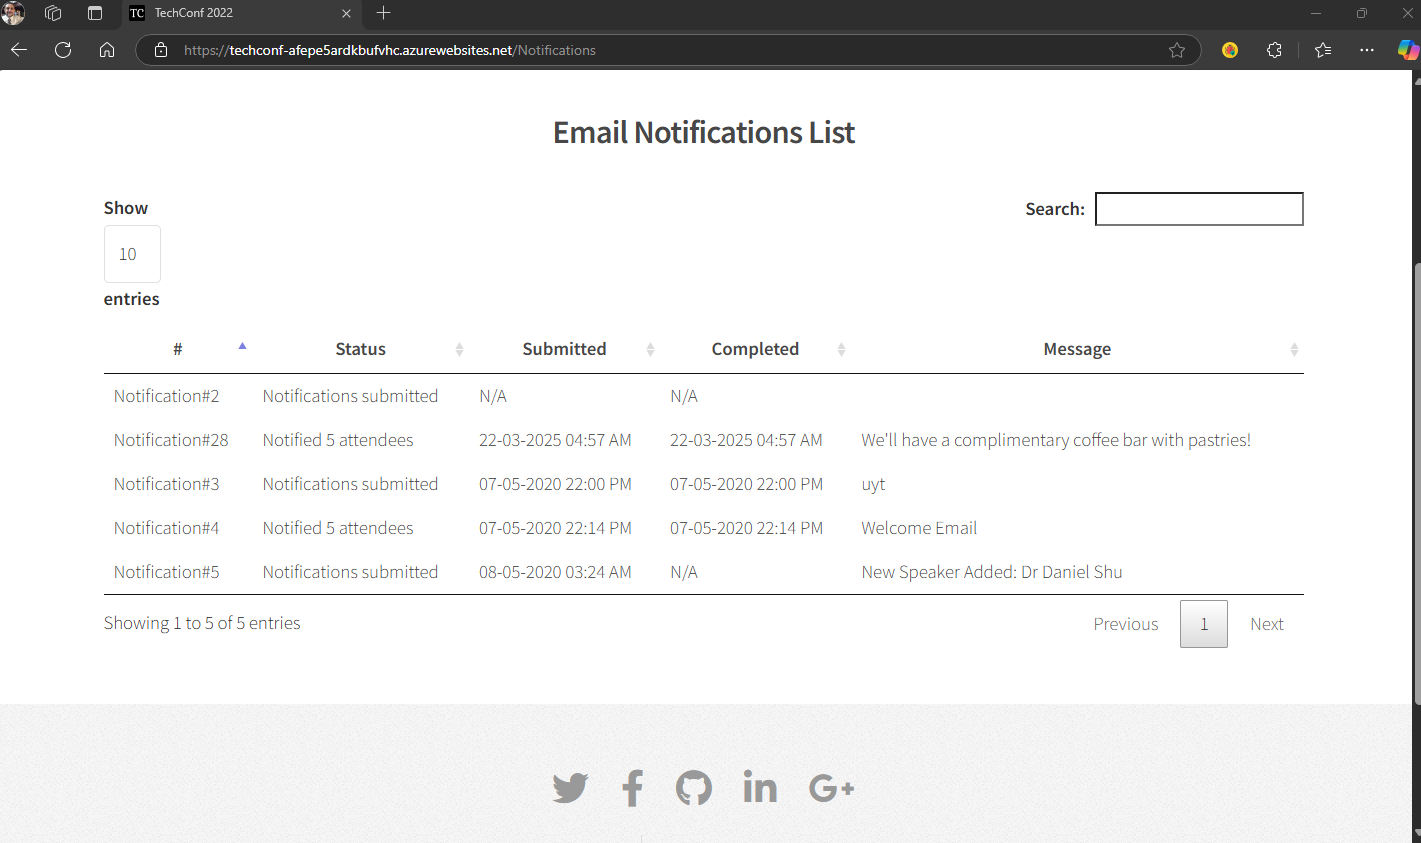 TC TechConf 2022
https://techconf-afepe5ardkbufvhc.azurewebsites.net/Notifications
Email Notifications List
Show
10
entries
Search:
# Status Submitted Completed Message
Notification#2 Notifications submitted N/A N/A
Notification#28 Notified 5 attendees 22-03-2025 04:57 AM 22-03-2025 04:57 AM We'll have a complimentary coffee bar with pastries!
Notification#3 Notifications submitted 07-05-2020 22:00 PM 07-05-2020 22:00 PM uyt
Notification#4 Notified 5 attendees 07-05-2020 22:14 PM 07-05-2020 22:14 PM Welcome Email
Notification#5 Notifications submitted 08-05-2020 03:24 AM N/A New Speaker Added: Dr Daniel Shu
Showing 1 to 5 of 5 entries
Previous 1 Next